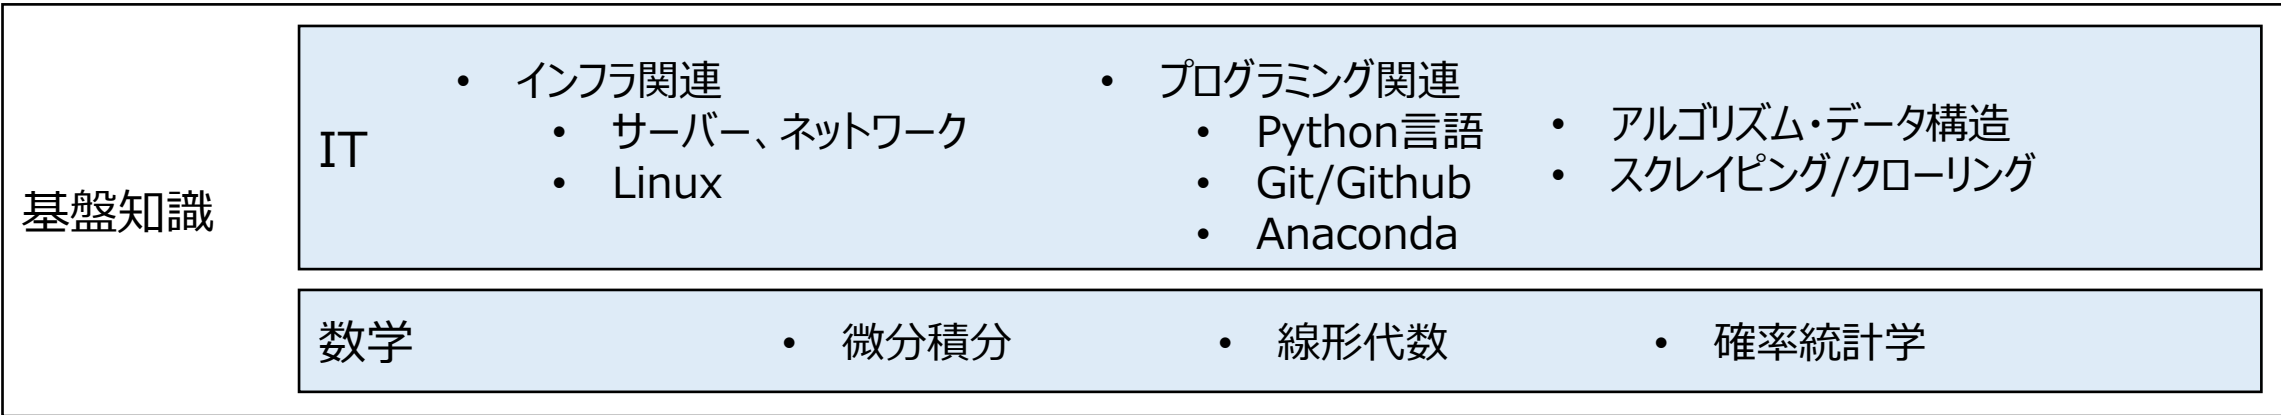 基盤知識
IT
• インフラ関連
• サーバー、ネットワーク
• Linux
• プログラミング関連
• Python言語
• Git/Github
• Anaconda
• アルゴリズム・データ構造
• スクレイピング/クローリング
数学
• 微分積分
• 線形代数
• 確率統計学